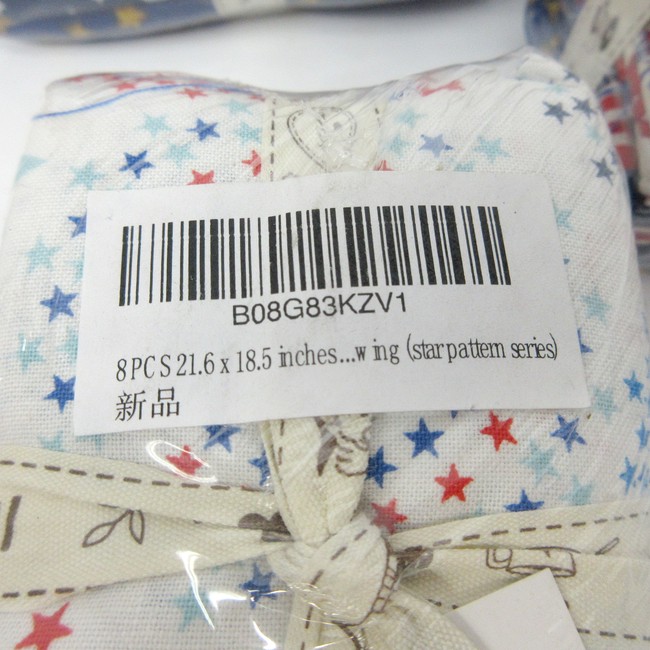 B08G83KZV1
8PCS 21.6 x 18.5 inches...wing (star pattern series)
新品